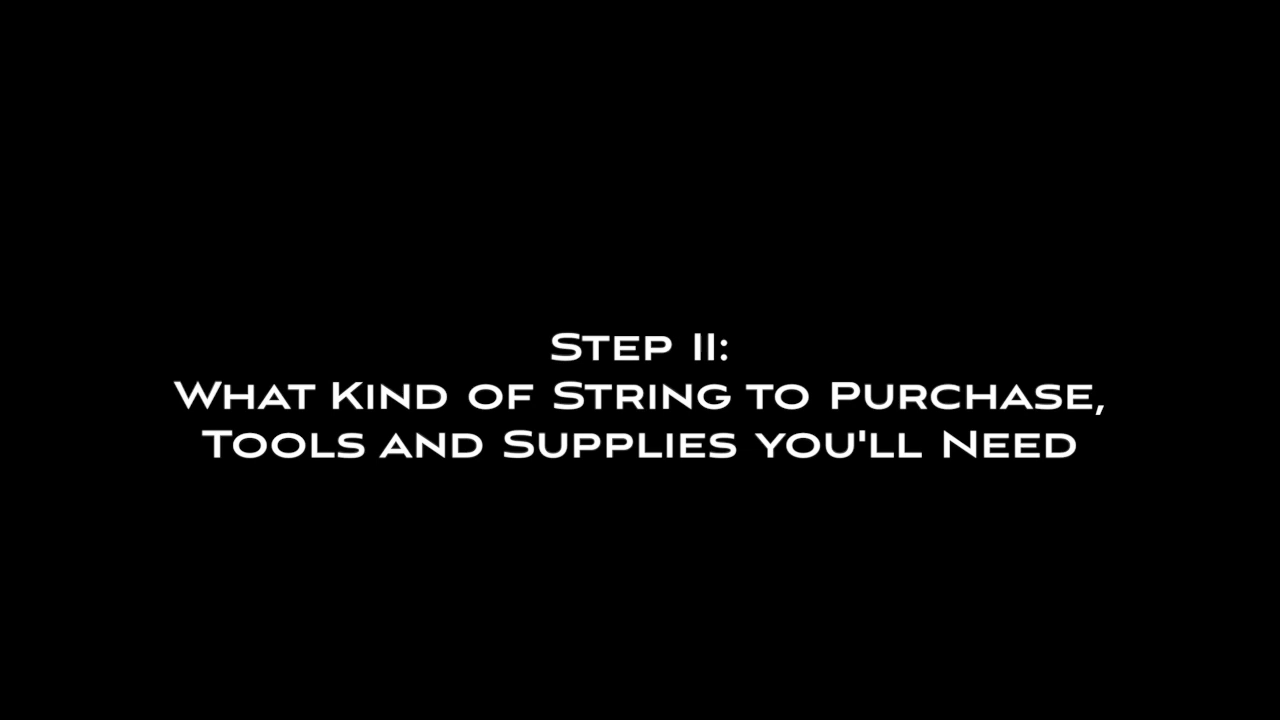 Step II:
What Kind of String to Purchase,
Tools and Supplies you'll Need